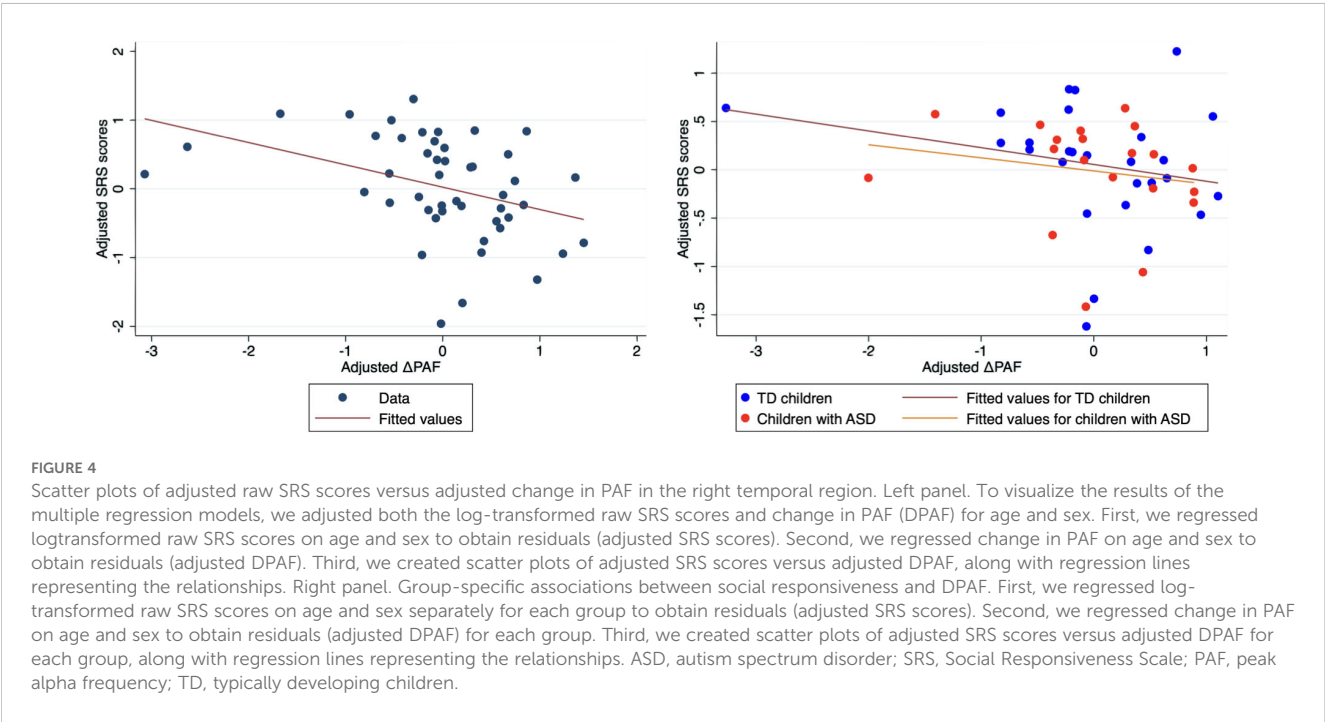 Adjusted SRS scores
2
1
0
-1
-2
-3
-2
-1
0
1
2
Adjusted ΔPAF
Data
Fitted values
Adjusted SRS scores
1
.5
0
-.5
-1
-1.5
-3
-2
-1
0
1
Adjusted ΔPAF
TD children
Fitted values for TD children
Children with ASD
Fitted values for children with ASD
FIGURE 4
Scatter plots of adjusted raw SRS scores versus adjusted change in PAF in the right temporal region. Left panel. To visualize the results of the
multiple regression models, we adjusted both the log-transformed raw SRS scores and change in PAF (DPAF) for age and sex. First, we regressed
logtransformed raw SRS scores on age and sex to obtain residuals (adjusted SRS scores). Second, we regressed change in PAF on age and sex to
obtain residuals (adjusted DPAF). Third, we created scatter plots of adjusted SRS scores versus adjusted DPAF, along with regression lines
representing the relationships. Right panel. Group-specific associations between social responsiveness and DPAF. First, we regressed log-
transformed raw SRS scores on age and sex separately for each group to obtain residuals (adjusted SRS scores). Second, we regressed change in PAF
on age and sex to obtain residuals (adjusted DPAF) for each group. Third, we created scatter plots of adjusted SRS scores versus adjusted DPAF for
each group, along with regression lines representing the relationships. ASD, autism spectrum disorder; SRS, Social Responsiveness Scale; PAF, peak
alpha frequency; TD, typically developing children.